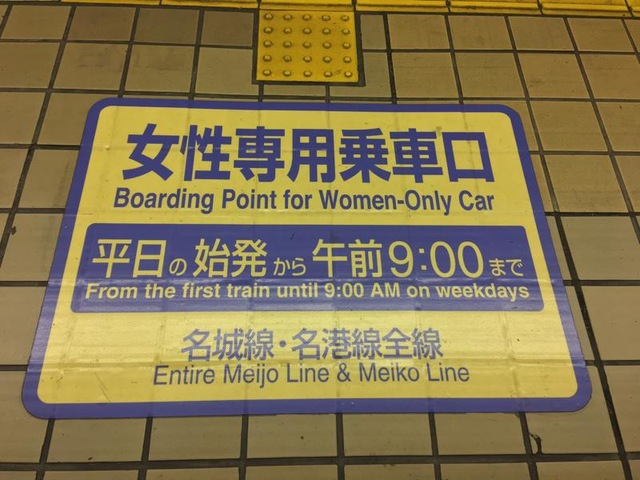 女性専用乗車口
Boarding Point for Women-Only Car
平日の始発から午前9:00まで
From the first train until 9:00 AM on weekdays
名城線・名港線全線
Entire Meijo Line & Meiko Line